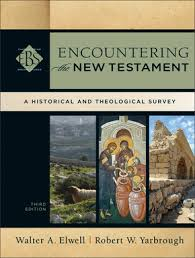 EBS
ENCOUNTERING
the NEW TESTAMENT
A HISTORICAL AND THEOLOGICAL SURVEY
THIRD EDITION
Walter A. Elwell | Robert W. Yarbrough